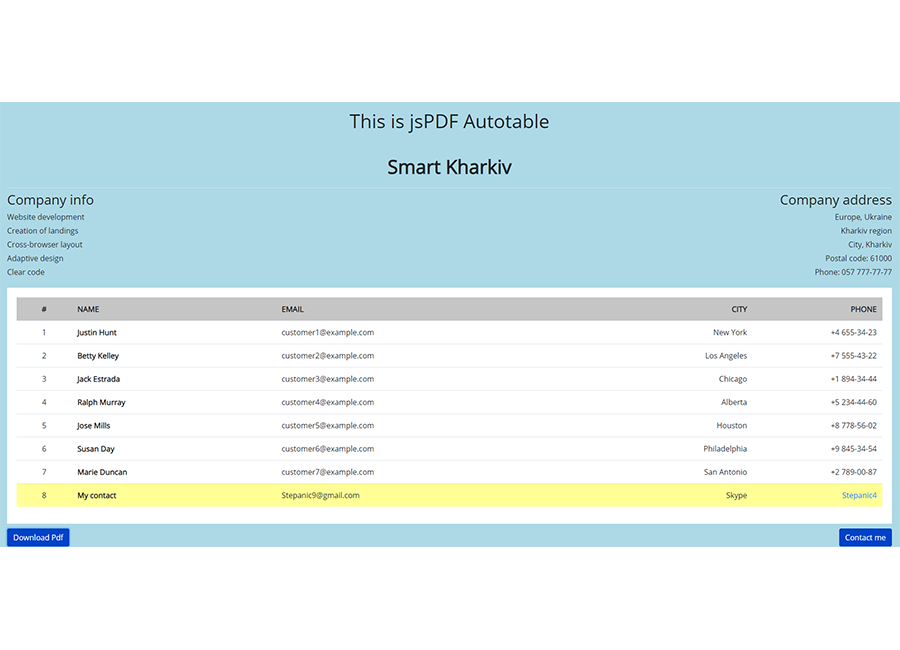 This is jsPDF Autotable
Smart Kharkiv
Company info
Website development
Creation of landings
Cross-browser layout
Adaptive design
Clear code
Company address
Europe, Ukraine
Kharkiv region
City, Kharkiv
Postal code: 61000
Phone: 057 777-77-77
# NAME EMAIL CITY PHONE
1 Justin Hunt customer1@example.com New York +4 655-34-23
2 Betty Kelley customer2@example.com Los Angeles +7 555-43-22
3 Jack Estrada customer3@example.com Chicago +1 894-34-44
4 Ralph Murray customer4@example.com Alberta +5 234-44-60
5 Jose Mills customer5@example.com Houston +8 778-56-02
6 Susan Day customer6@example.com Philadelphia +9 845-34-54
7 Marie Duncan customer7@example.com San Antonio +2 789-00-87
8 My contact Stepanic9@gmail.com Skype Stepanic4
Download Pdf Contact me